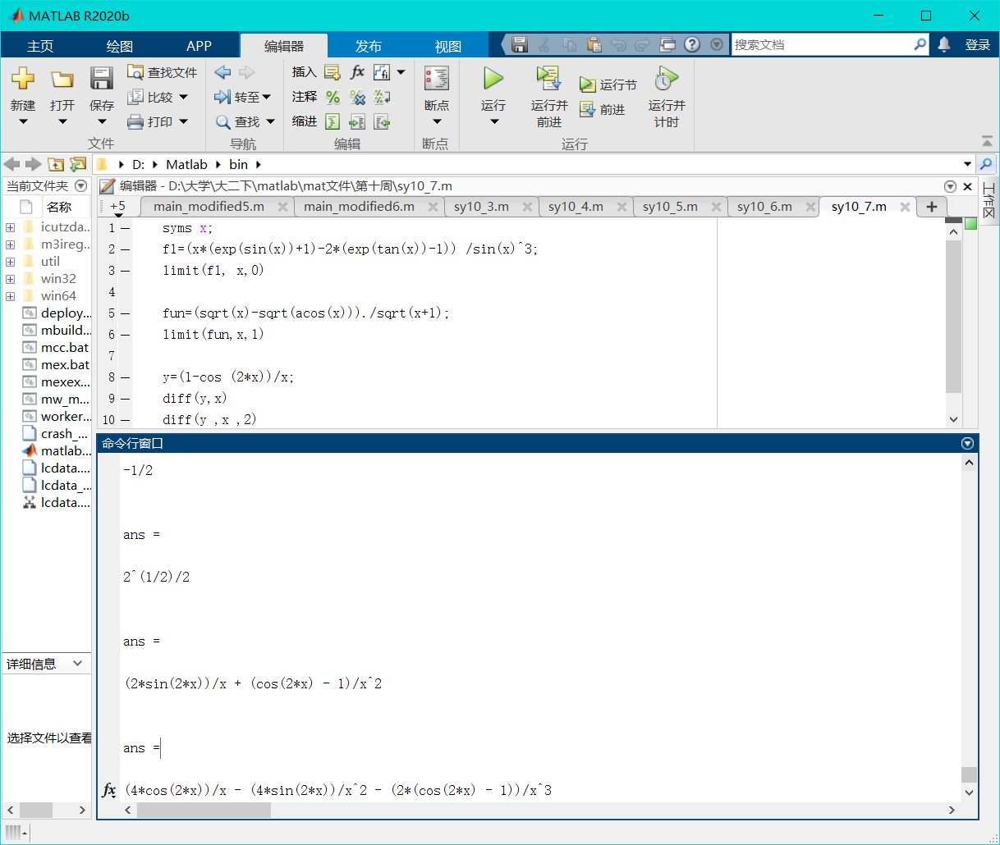 MATLAB R2020b
主页 绘图 APP 编辑器 发布 视图 搜索文档 登录
新建 打开 保存 查找文件 比较 打印 文件
转至 查找 导航
插入 fx fi
注释
缩进
编辑
断点 断点
运行 运行并前进 运行节 前进 运行并计时 运行
D: Matlab bin
当前文件夹
名称
icutzda...
m3ireg...
util
win32
win64
deploy...
mbuild...
mcc.bat
mex.bat
mexex...
mw_m...
worker...
crash_...
matlab...
lcdata....
lcdata_...
lcdata....
详细信息
选择文件以查看
编辑器 - D:\大学\大二下\matlab\mat文件\第十周\sy10_7.m
+5 main_modified5.m main_modified6.m sy10_3.m sy10_4.m sy10_5.m sy10_6.m sy10_7.m +
1 syms x;
2 f1=(x*(exp(sin(x))+1)-2*(exp(tan(x))-1)) /sin(x)^3;
3 limit(f1, x,0)
4
5 fun=(sqrt(x)-sqrt(acos(x)))./sqrt(x+1);
6 limit(fun,x,1)
7
8 y=(1-cos (2*x))/x;
9 diff(y,x)
10 diff(y ,x ,2)
工作区
命令行窗口
-1/2
ans =
2^(1/2)/2
ans =
(2*sin(2*x))/x + (cos(2*x) - 1)/x^2
ans =
fx (4*cos(2*x))/x - (4*sin(2*x))/x^2 - (2*(cos(2*x) - 1))/x^3